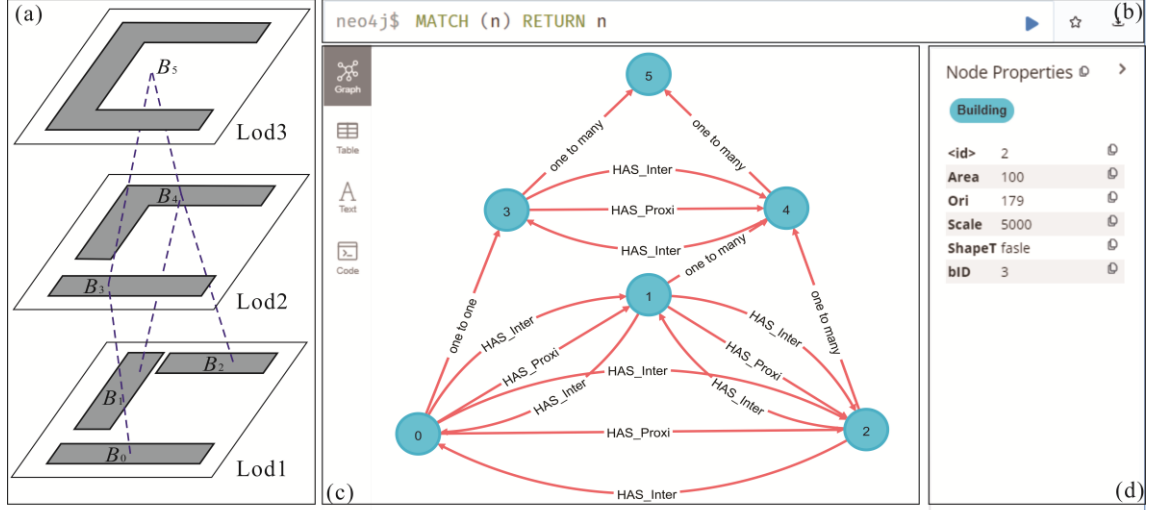 (a)
B5
Lod3
B4
B3
Lod2
B2
B1
B0
Lod1
neo4j$ MATCH (n) RETURN n
(b)
Graph
Table
Text
Code
5
one to many
one to many
HAS_Inter
3
HAS_Proxi
4
HAS_Inter
one to many
1
one to one
HAS_Inter
HAS_Inter
one to many
HAS_Proxi
HAS_Proxi
HAS_Inter
HAS_Inter
HAS_Inter
0
HAS_Proxi
2
HAS_Inter
(c)
Node Properties
Building
<id> 2
Area 100
Ori 179
Scale 5000
ShapeT fasle
bID 3
(d)